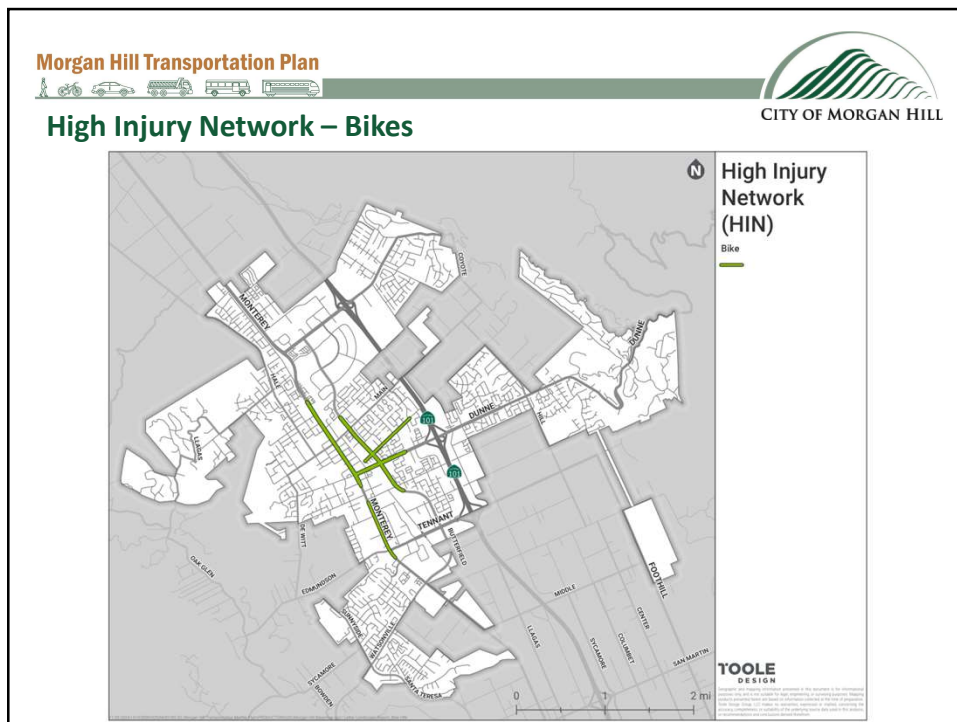 Morgan Hill Transportation Plan
CITY OF MORGAN HILL
High Injury Network – Bikes
N
High Injury
Network
(HIN)
Bike
COYOTE
MONTEREY
HALE
MAIN
DUNNE
DUNNE
HILL
101
101
LLAGAS
MONTEREY
TENNANT
BUTTERFIELD
DE WITT
OAK GLEN
EDMUNDSON
FOOTHILL
MIDDLE
CENTER
SUNNYSIDE
WATSONVILLE
LLAGAS
SYCAMORE
COLUMBET
SAN MARTIN
SYCAMORE
BOWDEN
SANTA TERESA
0 1 2 mi
TOOLE
DESIGN